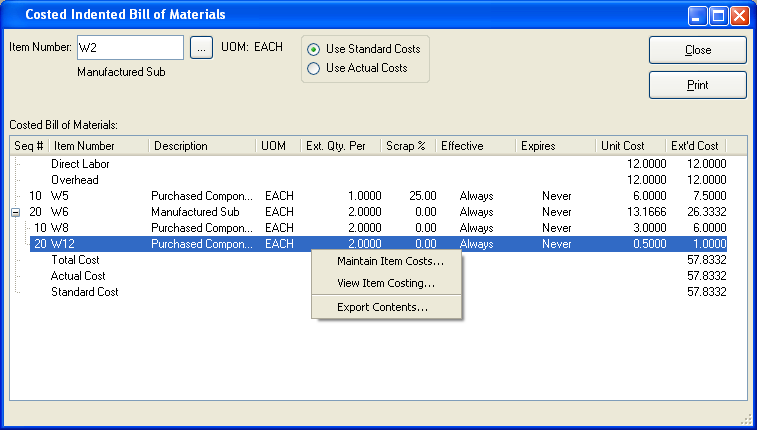 Costed Indented Bill of Materials
Item Number: W2 ... UOM: EACH
Manufactured Sub
Use Standard Costs
Use Actual Costs
Close
Print
Costed Bill of Materials:
Seq # Item Number Description UOM Ext. Qty. Per Scrap % Effective Expires Unit Cost Ext'd Cost
Direct Labor 12.0000 12.0000
Overhead 12.0000 12.0000
10 W5 Purchased Compon... EACH 1.0000 25.00 Always Never 6.0000 7.5000
20 W6 Manufactured Sub EACH 2.0000 0.00 Always Never 13.1666 26.3332
10 W8 Purchased Compon... EACH 2.0000 0.00 Always Never 3.0000 6.0000
20 W12 Purchased Compon... EACH 2.0000 0.00 Always Never 0.5000 1.0000
Total Cost 57.8332
Actual Cost 57.8332
Standard Cost 57.8332
Maintain Item Costs...
View Item Costing...
Export Contents...